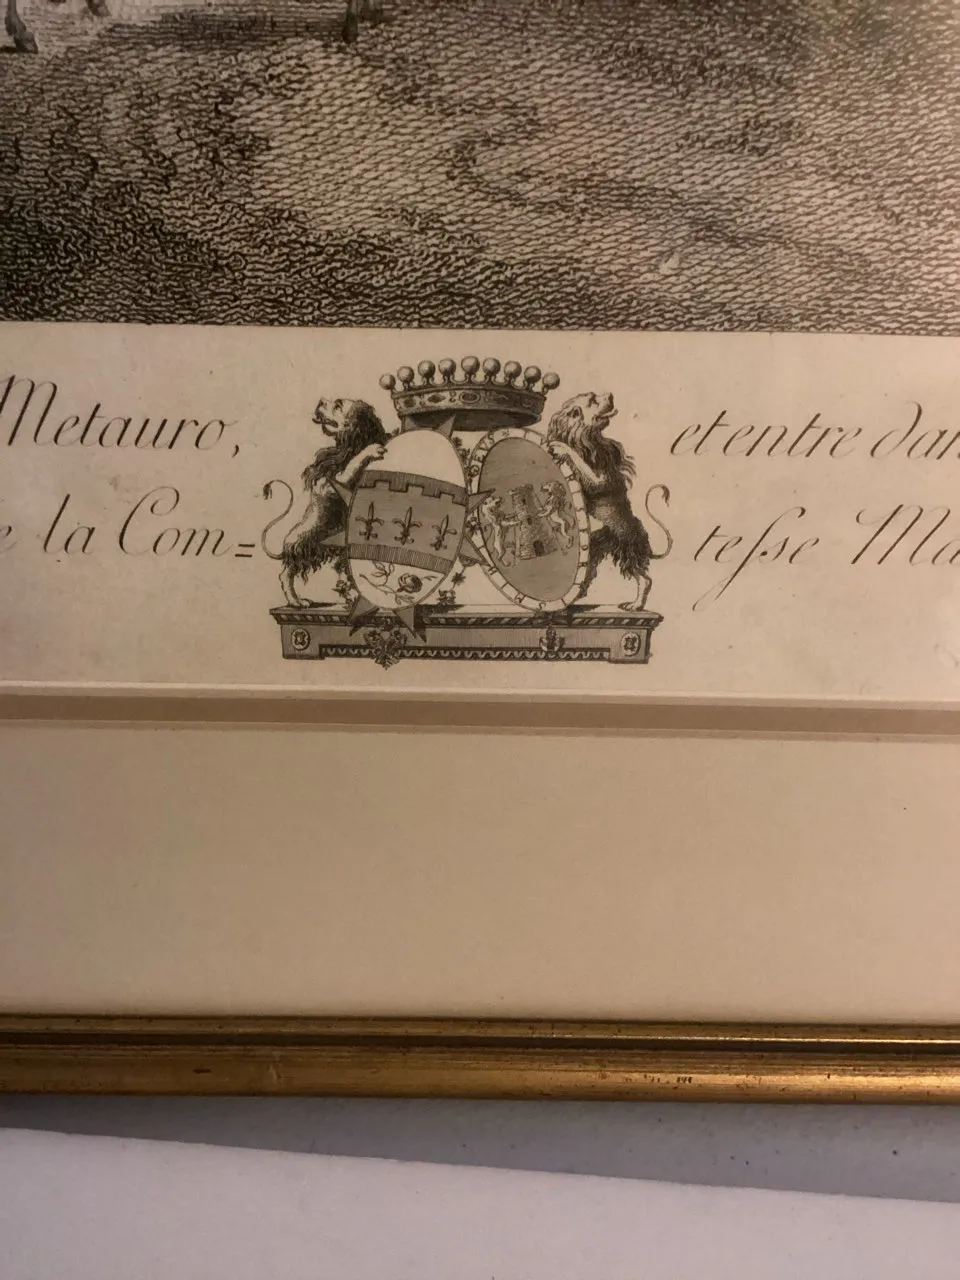 Metauro, et entre dan
e la Com= tesse Ma